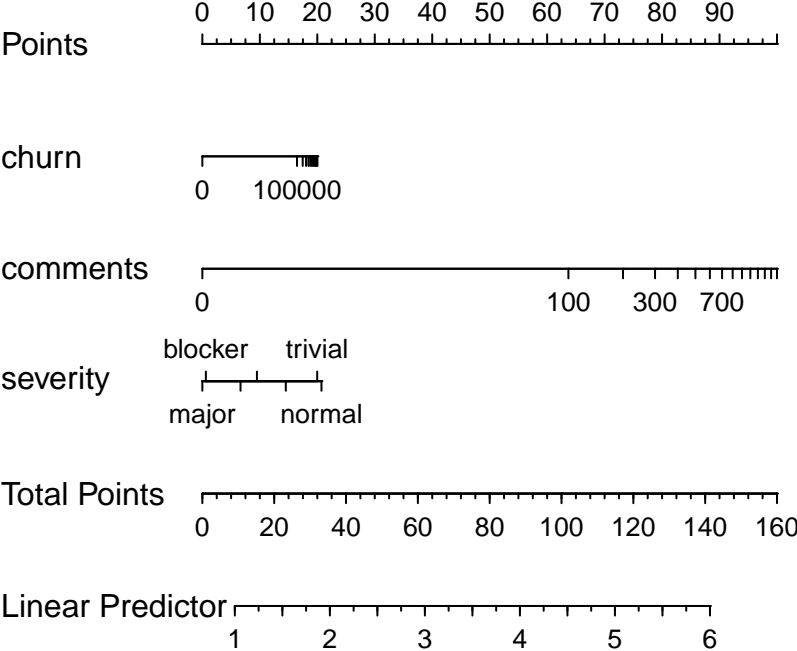 0 10 20 30 40 50 60 70 80 90
Points
churn
0 100000
comments
0 100 300 700
blocker trivial
severity
major normal
Total Points
0 20 40 60 80 100 120 140 160
Linear Predictor
1 2 3 4 5 6